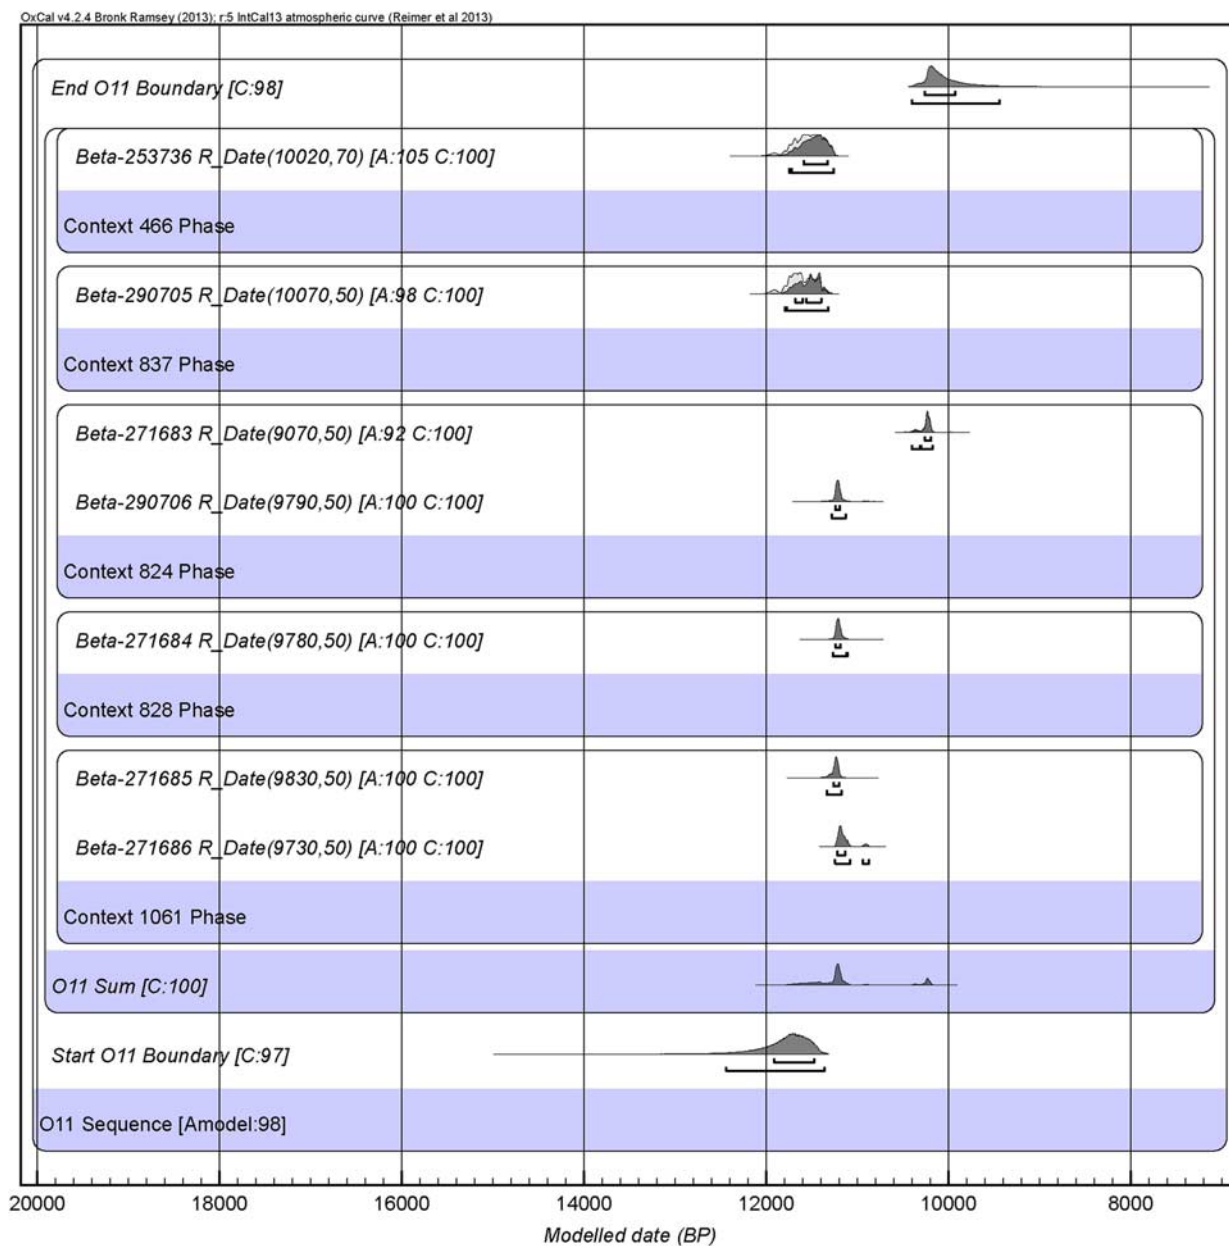 OxCal v4.2.4 Bronk Ramsey (2013); r:5 IntCal13 atmospheric curve (Reimer et al 2013)
End O11 Boundary [C:98]
Beta-253736 R_Date(10020,70) [A:105 C:100]
Context 466 Phase
Beta-290705 R_Date(10070,50) [A:98 C:100]
Context 837 Phase
Beta-271683 R_Date(9070,50) [A:92 C:100]
Beta-290706 R_Date(9790,50) [A:100 C:100]
Context 824 Phase
Beta-271684 R_Date(9780,50) [A:100 C:100]
Context 828 Phase
Beta-271685 R_Date(9830,50) [A:100 C:100]
Beta-271686 R_Date(9730,50) [A:100 C:100]
Context 1061 Phase
O11 Sum [C:100]
Start O11 Boundary [C:97]
O11 Sequence [Amodel:98]
20000 18000 16000 14000 12000 10000 8000
Modelled date (BP)